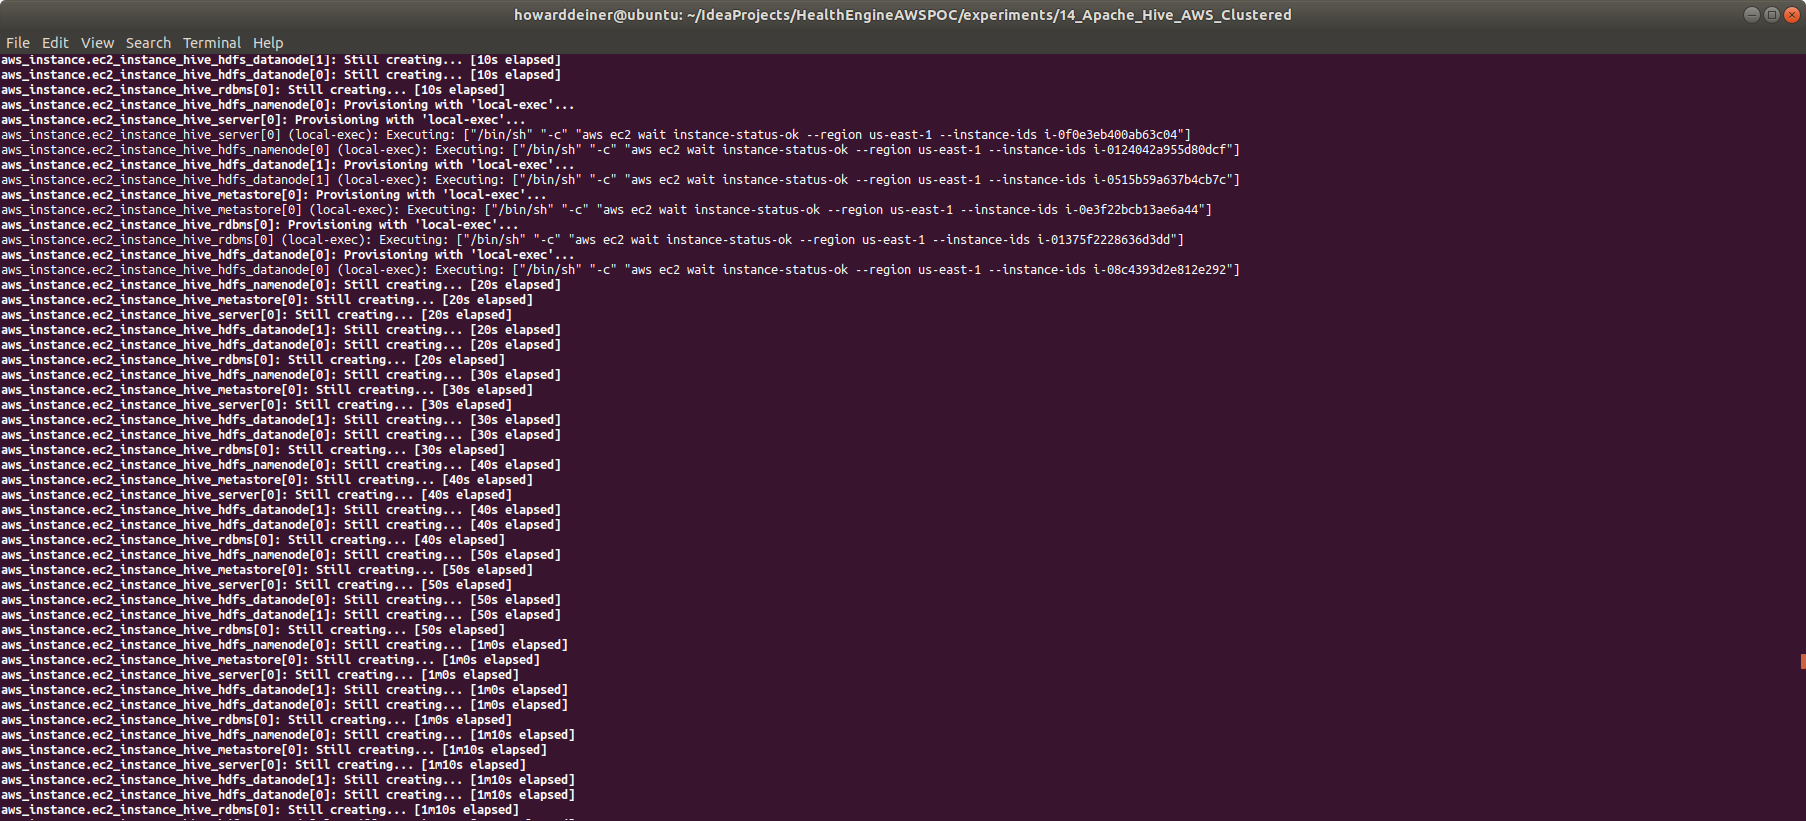 howarddeiner@ubuntu: ~/IdeaProjects/HealthEngineAWSPOC/experiments/14_Apache_Hive_AWS_Clustered
File Edit View Search Terminal Help
aws_instance.ec2_instance_hive_hdfs_datanode[1]: Still creating... [10s elapsed]
aws_instance.ec2_instance_hive_hdfs_datanode[0]: Still creating... [10s elapsed]
aws_instance.ec2_instance_hive_rdbms[0]: Still creating... [10s elapsed]
aws_instance.ec2_instance_hive_hdfs_namenode[0]: Provisioning with 'local-exec'...
aws_instance.ec2_instance_hive_server[0]: Provisioning with 'local-exec'...
aws_instance.ec2_instance_hive_server[0] (local-exec): Executing: ["/bin/sh" "-c" "aws ec2 wait instance-status-ok --region us-east-1 --instance-ids i-0f0e3eb400ab63c04"]
aws_instance.ec2_instance_hive_hdfs_namenode[0] (local-exec): Executing: ["/bin/sh" "-c" "aws ec2 wait instance-status-ok --region us-east-1 --instance-ids i-0124042a955d80dcf"]
aws_instance.ec2_instance_hive_hdfs_datanode[1]: Provisioning with 'local-exec'...
aws_instance.ec2_instance_hive_hdfs_datanode[1] (local-exec): Executing: ["/bin/sh" "-c" "aws ec2 wait instance-status-ok --region us-east-1 --instance-ids i-0515b59a637b4cb7c"]
aws_instance.ec2_instance_hive_metastore[0]: Provisioning with 'local-exec'...
aws_instance.ec2_instance_hive_metastore[0] (local-exec): Executing: ["/bin/sh" "-c" "aws ec2 wait instance-status-ok --region us-east-1 --instance-ids i-0e3f22bcb13ae6a44"]
aws_instance.ec2_instance_hive_rdbms[0]: Provisioning with 'local-exec'...
aws_instance.ec2_instance_hive_rdbms[0] (local-exec): Executing: ["/bin/sh" "-c" "aws ec2 wait instance-status-ok --region us-east-1 --instance-ids i-01375f2228636d3dd"]
aws_instance.ec2_instance_hive_hdfs_datanode[0]: Provisioning with 'local-exec'...
aws_instance.ec2_instance_hive_hdfs_datanode[0] (local-exec): Executing: ["/bin/sh" "-c" "aws ec2 wait instance-status-ok --region us-east-1 --instance-ids i-08c4393d2e812e292"]
aws_instance.ec2_instance_hive_hdfs_namenode[0]: Still creating... [20s elapsed]
aws_instance.ec2_instance_hive_metastore[0]: Still creating... [20s elapsed]
aws_instance.ec2_instance_hive_server[0]: Still creating... [20s elapsed]
aws_instance.ec2_instance_hive_hdfs_datanode[1]: Still creating... [20s elapsed]
aws_instance.ec2_instance_hive_hdfs_datanode[0]: Still creating... [20s elapsed]
aws_instance.ec2_instance_hive_rdbms[0]: Still creating... [20s elapsed]
aws_instance.ec2_instance_hive_hdfs_namenode[0]: Still creating... [30s elapsed]
aws_instance.ec2_instance_hive_metastore[0]: Still creating... [30s elapsed]
aws_instance.ec2_instance_hive_server[0]: Still creating... [30s elapsed]
aws_instance.ec2_instance_hive_hdfs_datanode[1]: Still creating... [30s elapsed]
aws_instance.ec2_instance_hive_hdfs_datanode[0]: Still creating... [30s elapsed]
aws_instance.ec2_instance_hive_rdbms[0]: Still creating... [30s elapsed]
aws_instance.ec2_instance_hive_hdfs_namenode[0]: Still creating... [40s elapsed]
aws_instance.ec2_instance_hive_metastore[0]: Still creating... [40s elapsed]
aws_instance.ec2_instance_hive_server[0]: Still creating... [40s elapsed]
aws_instance.ec2_instance_hive_hdfs_datanode[1]: Still creating... [40s elapsed]
aws_instance.ec2_instance_hive_hdfs_datanode[0]: Still creating... [40s elapsed]
aws_instance.ec2_instance_hive_rdbms[0]: Still creating... [40s elapsed]
aws_instance.ec2_instance_hive_hdfs_namenode[0]: Still creating... [50s elapsed]
aws_instance.ec2_instance_hive_metastore[0]: Still creating... [50s elapsed]
aws_instance.ec2_instance_hive_server[0]: Still creating... [50s elapsed]
aws_instance.ec2_instance_hive_hdfs_datanode[0]: Still creating... [50s elapsed]
aws_instance.ec2_instance_hive_hdfs_datanode[1]: Still creating... [50s elapsed]
aws_instance.ec2_instance_hive_rdbms[0]: Still creating... [50s elapsed]
aws_instance.ec2_instance_hive_hdfs_namenode[0]: Still creating... [1m0s elapsed]
aws_instance.ec2_instance_hive_metastore[0]: Still creating... [1m0s elapsed]
aws_instance.ec2_instance_hive_server[0]: Still creating... [1m0s elapsed]
aws_instance.ec2_instance_hive_hdfs_datanode[1]: Still creating... [1m0s elapsed]
aws_instance.ec2_instance_hive_hdfs_datanode[0]: Still creating... [1m0s elapsed]
aws_instance.ec2_instance_hive_rdbms[0]: Still creating... [1m0s elapsed]
aws_instance.ec2_instance_hive_hdfs_namenode[0]: Still creating... [1m10s elapsed]
aws_instance.ec2_instance_hive_metastore[0]: Still creating... [1m10s elapsed]
aws_instance.ec2_instance_hive_server[0]: Still creating... [1m10s elapsed]
aws_instance.ec2_instance_hive_hdfs_datanode[1]: Still creating... [1m10s elapsed]
aws_instance.ec2_instance_hive_hdfs_datanode[0]: Still creating... [1m10s elapsed]
aws_instance.ec2_instance_hive_rdbms[0]: Still creating... [1m10s elapsed]